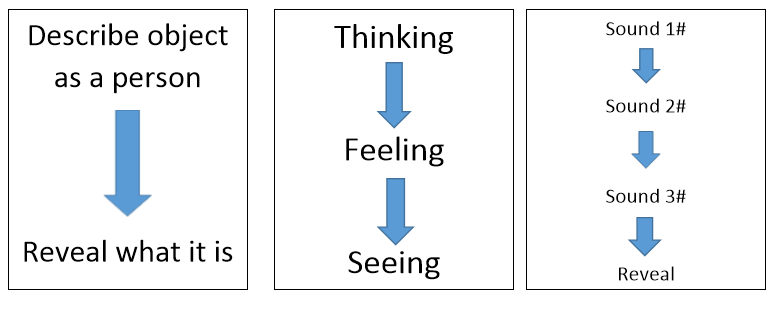 Describe object
as a person
Reveal what it is
Thinking
Feeling
Seeing
Sound 1#
Sound 2#
Sound 3#
Reveal